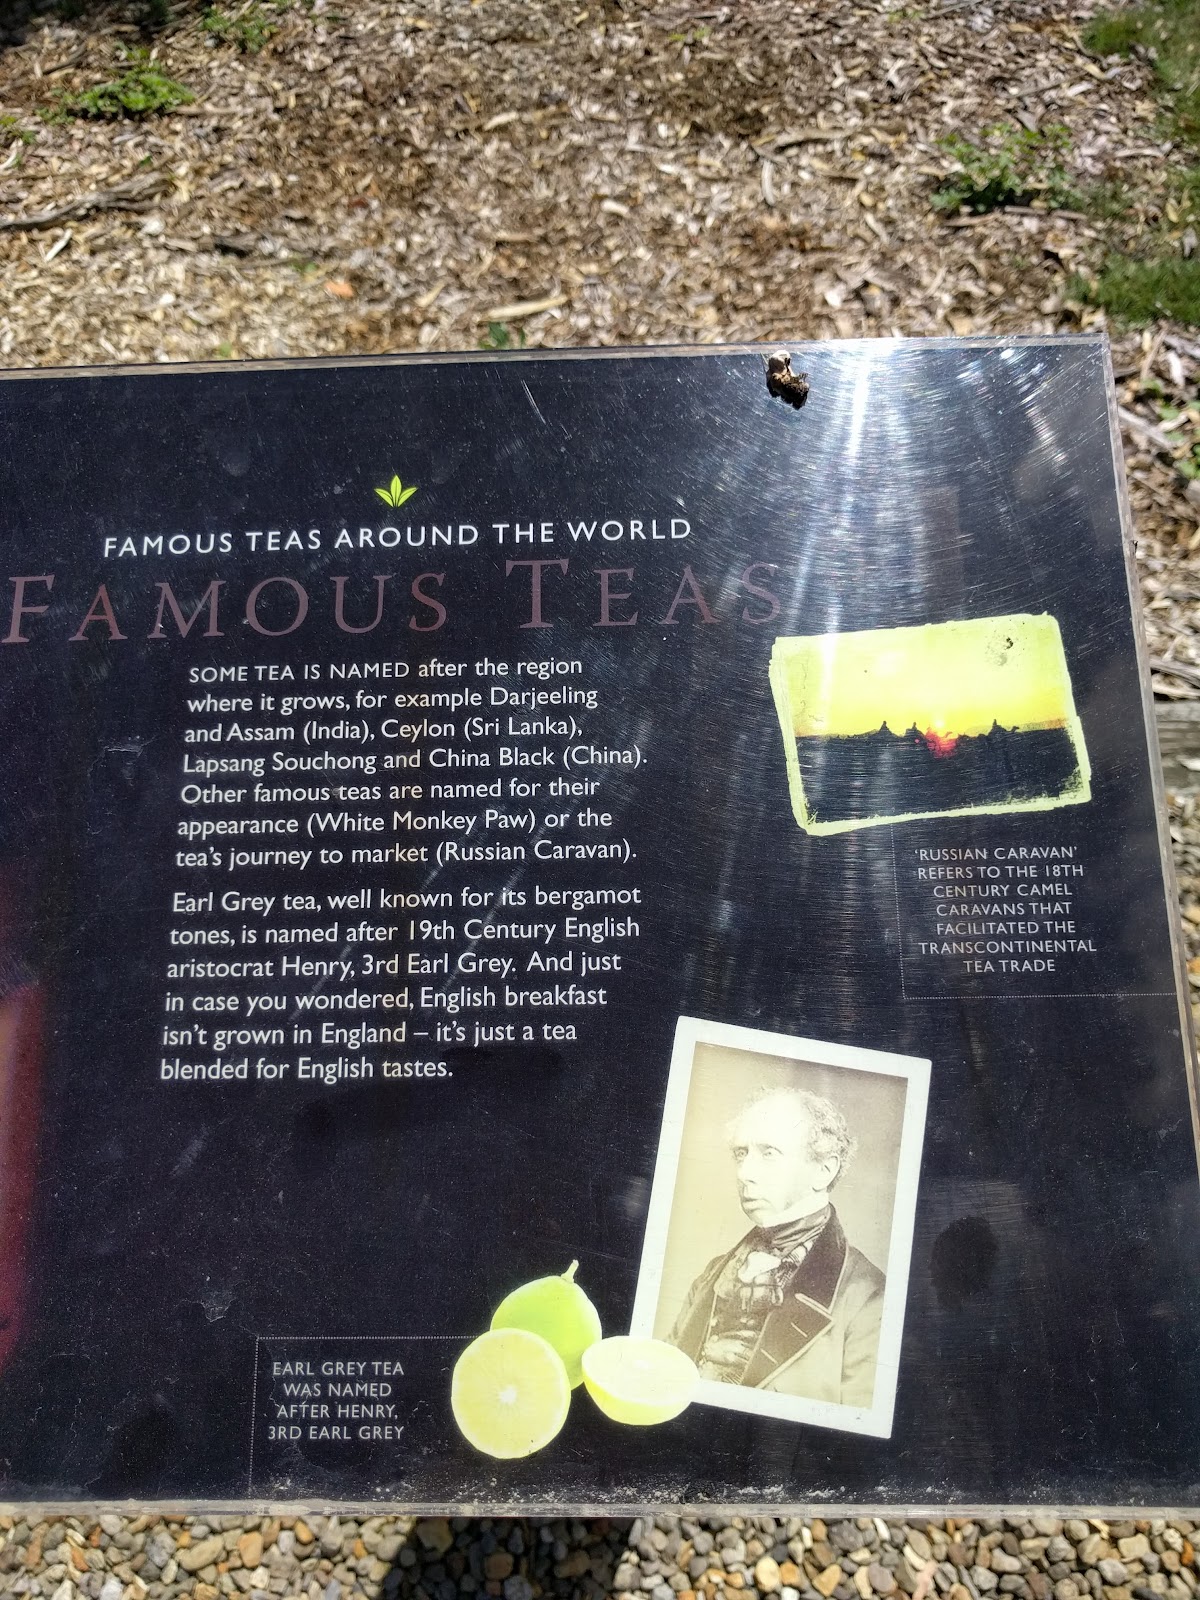 FAMOUS TEAS AROUND THE WORLD
FAMOUS TEAS
SOME TEA IS NAMED after the region
where it grows, for example Darjeeling
and Assam (India), Ceylon (Sri Lanka),
Lapsang Souchong and China Black (China).
Other famous teas are named for their
appearance (White Monkey Paw) or the
tea's journey to market (Russian Caravan).
Earl Grey tea, well known for its bergamot
tones, is named after 19th Century English
aristocrat Henry, 3rd Earl Grey. And just
in case you wondered, English breakfast
isn't grown in England – it's just a tea
blended for English tastes.
'RUSSIAN CARAVAN'
REFERS TO THE 18TH
CENTURY CAMEL
CARAVANS THAT
FACILITATED THE
TRANSCONTINENTAL
TEA TRADE
EARL GREY TEA
WAS NAMED
AFTER HENRY,
3RD EARL GREY